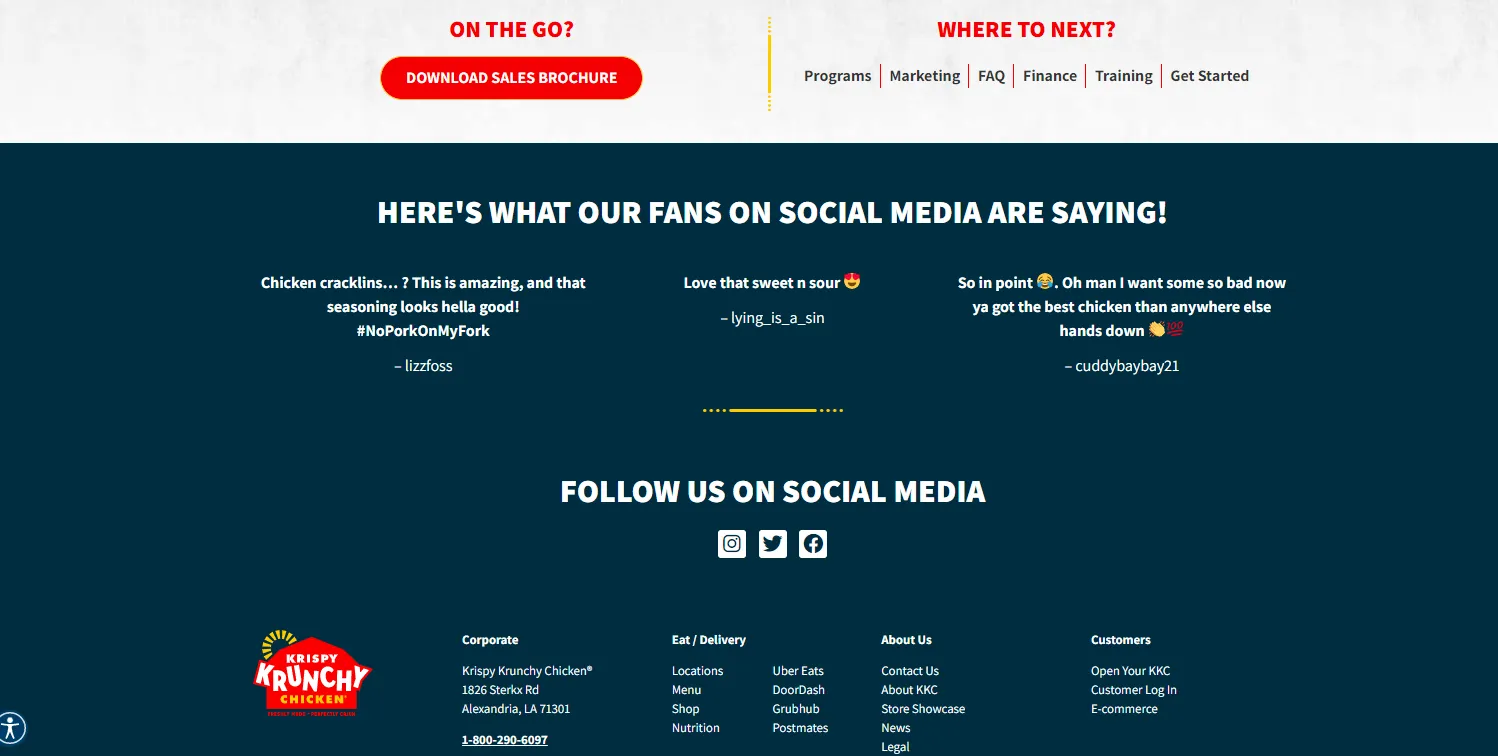 ON THE GO?
DOWNLOAD SALES BROCHURE
WHERE TO NEXT?
Programs
Marketing
FAQ
Finance
Training
Get Started
HERE'S WHAT OUR FANS ON SOCIAL MEDIA ARE SAYING!
Chicken cracklins... ? This is amazing, and that
seasoning looks hella good!
#NoPorkOnMyFork
– lizzfoss
Love that sweet n sour 😍
– lying_is_a_sin
So in point 😂. Oh man I want some so bad now
ya got the best chicken than anywhere else
hands down 👏💯
– cuddybaybay21
FOLLOW US ON SOCIAL MEDIA
KRISPY
KRUNCHY
CHICKEN
Corporate
Krispy Krunchy Chicken®
1826 Sterkx Rd
Alexandria, LA 71301
1-800-290-6097
Eat / Delivery
Locations
Menu
Shop
Nutrition
Uber Eats
DoorDash
Grubhub
Postmates
About Us
Contact Us
About KKC
Store Showcase
News
Legal
Customers
Open Your KKC
Customer Log In
E-commerce